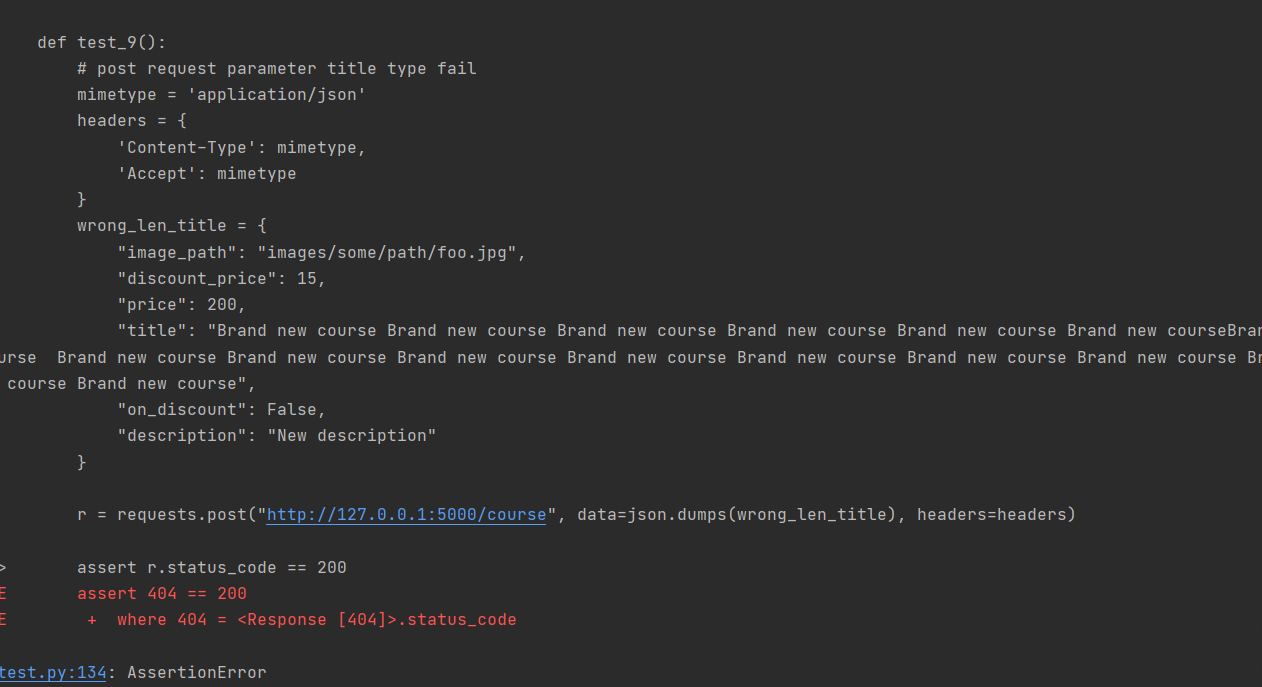 def test_9():
# post request parameter title type fail
mimetype = 'application/json'
headers = {
'Content-Type': mimetype,
'Accept': mimetype
}
wrong_len_title = {
"image_path": "images/some/path/foo.jpg",
"discount_price": 15,
"price": 200,
"title": "Brand new course Brand new course Brand new course Brand new course Brand new course Brand new courseBran
urse  Brand new course Brand new course Brand new course Brand new course Brand new course Brand new course Brand new course Br
course Brand new course",
"on_discount": False,
"description": "New description"
}
r = requests.post("http://127.0.0.1:5000/course", data=json.dumps(wrong_len_title), headers=headers)
> assert r.status_code == 200
E assert 404 == 200
E + where 404 = <Response [404]>.status_code
test.py:134: AssertionError